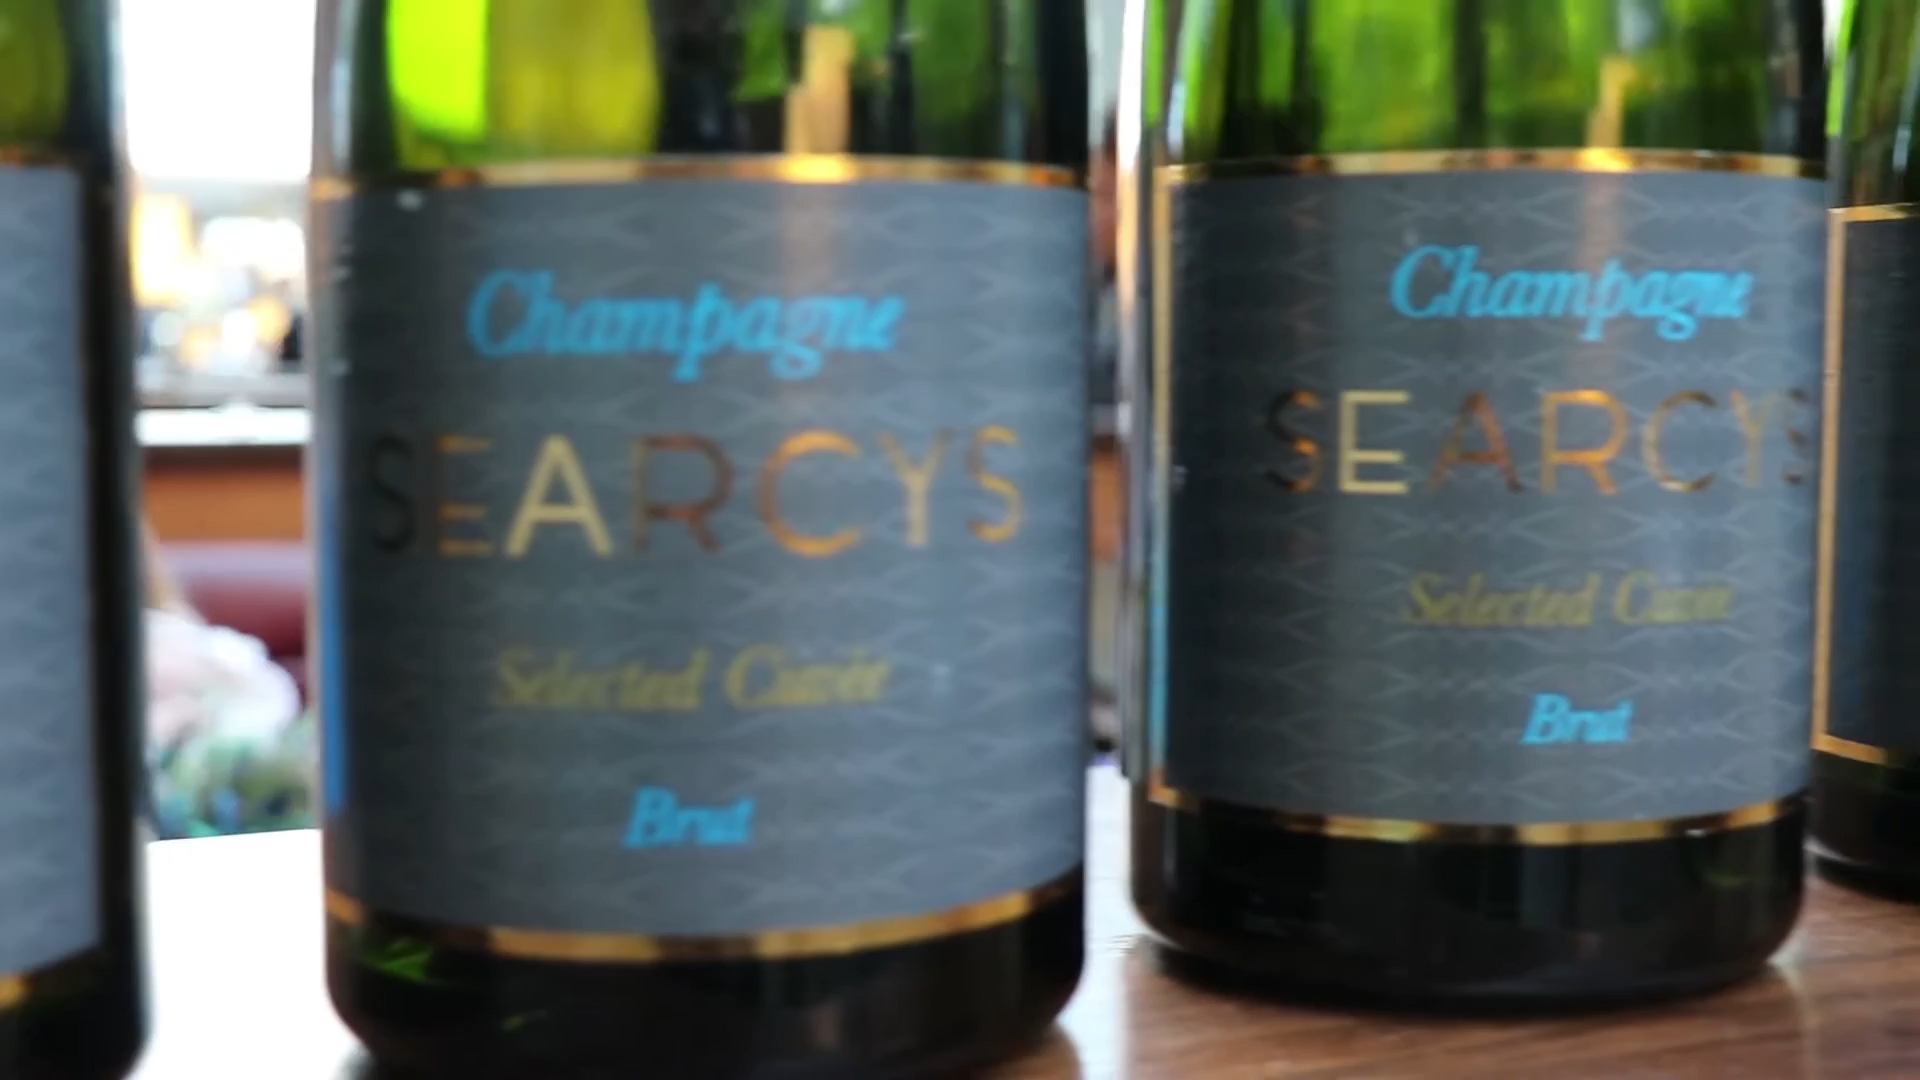 Champagne
SEARCYS
Selected Cuvée
Brut
Champagne
SEARCYS
Selected Cuvée
Brut